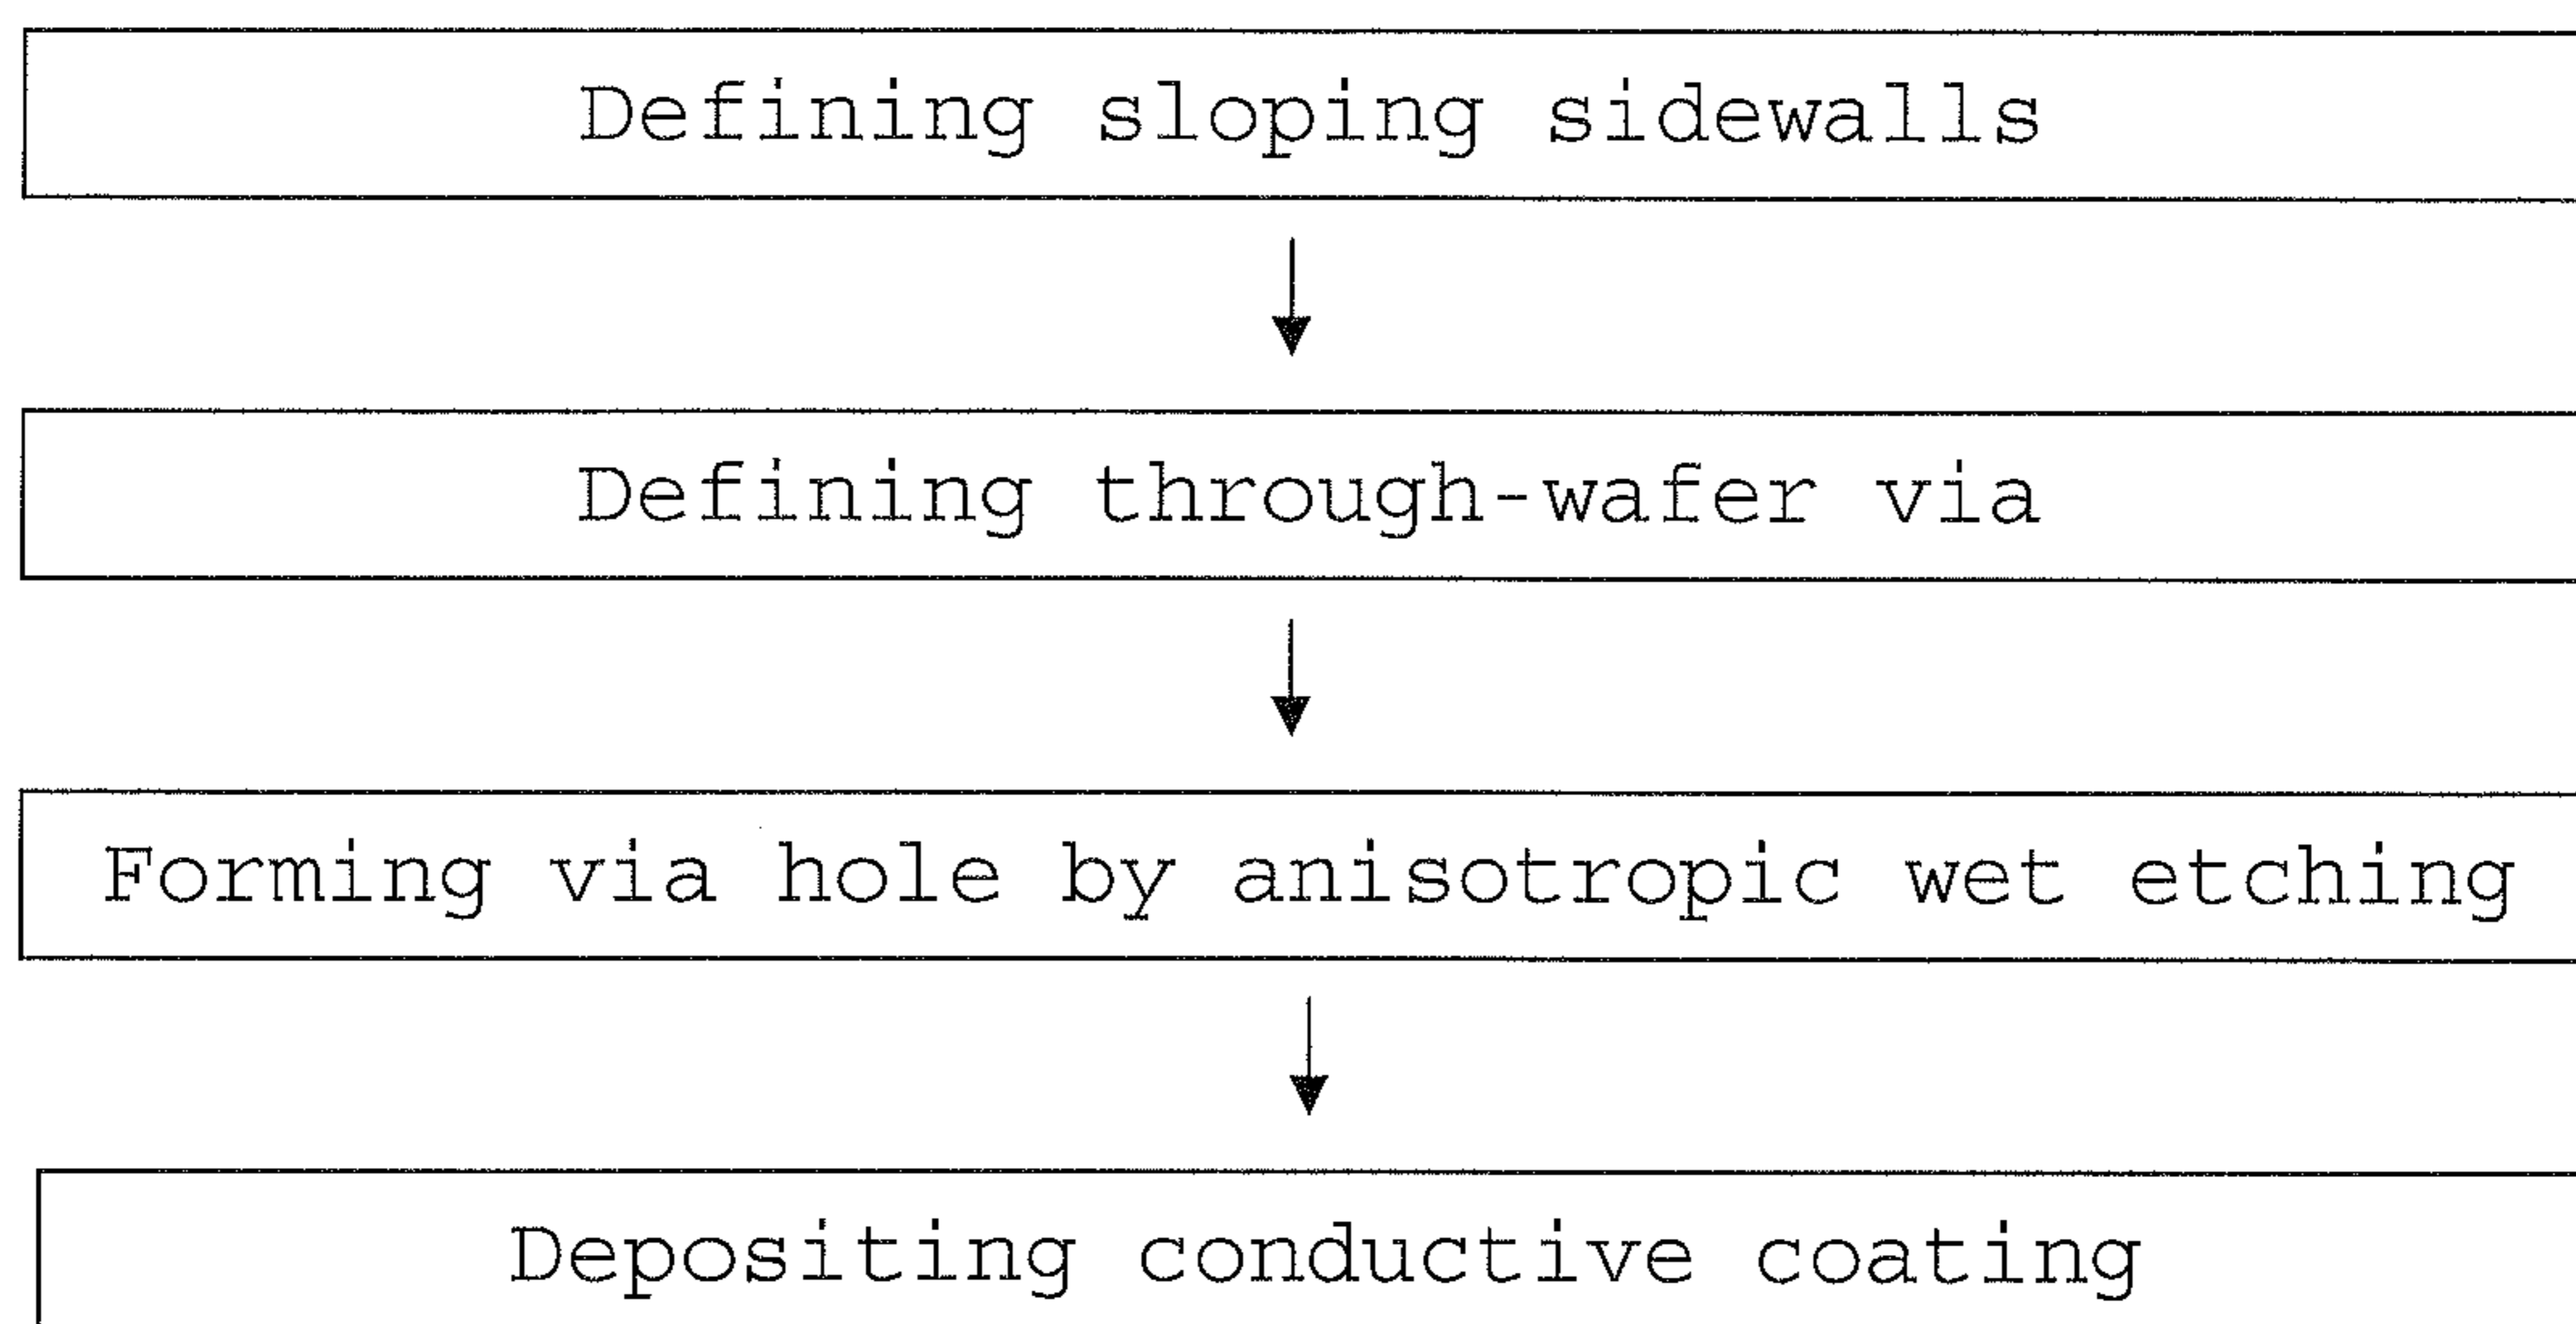 Defining sloping sidewalls
Defining through-wafer via
Forming via hole by anisotropic wet etching
Depositing conductive coating